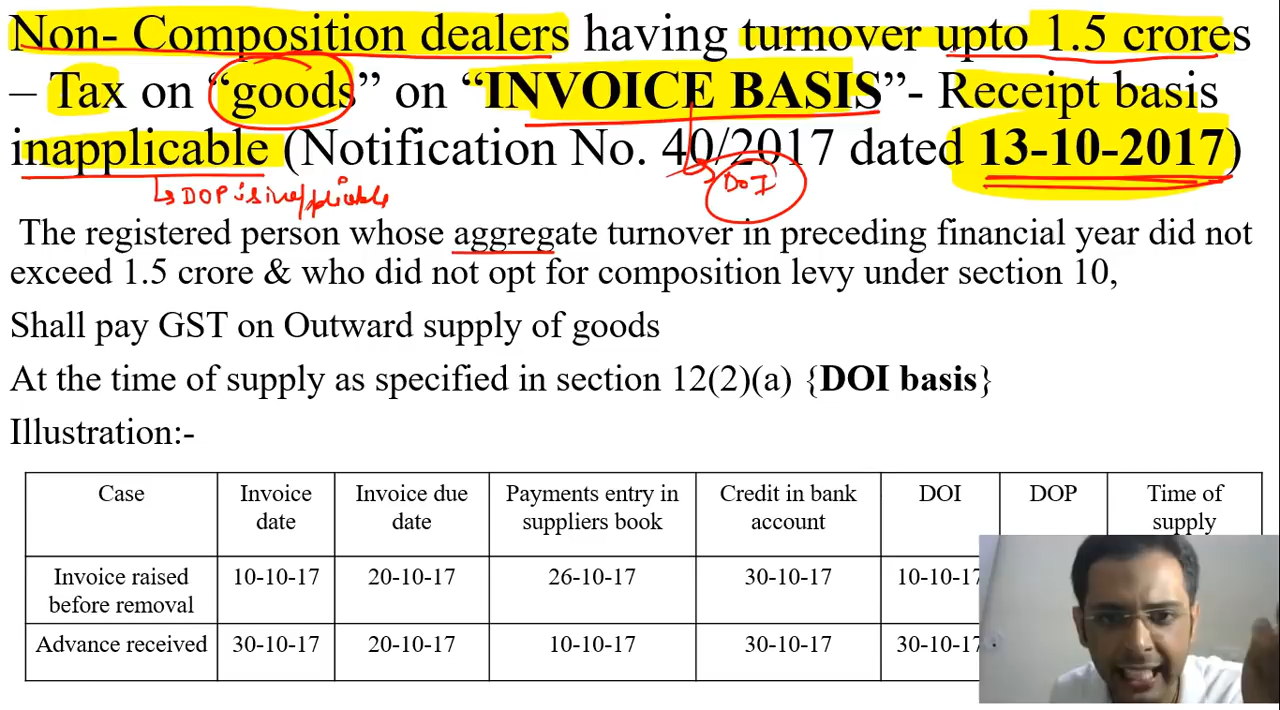 Non- Composition dealers having turnover upto 1.5 crores
– Tax on “goods” on “INVOICE BASIS”- Receipt basis
inapplicable (Notification No. 40/2017 dated 13-10-2017)
DOP is inapplicable
DOI
The registered person whose aggregate turnover in preceding financial year did not
exceed 1.5 crore & who did not opt for composition levy under section 10,
Shall pay GST on Outward supply of goods
At the time of supply as specified in section 12(2)(a) {DOI basis}
Illustration:-
Case Invoice date Invoice due date Payments entry in suppliers book Credit in bank account DOI DOP Time of supply
Invoice raised before removal 10-10-17 20-10-17 26-10-17 30-10-17 10-10-17
Advance received 30-10-17 20-10-17 10-10-17 30-10-17 30-10-17